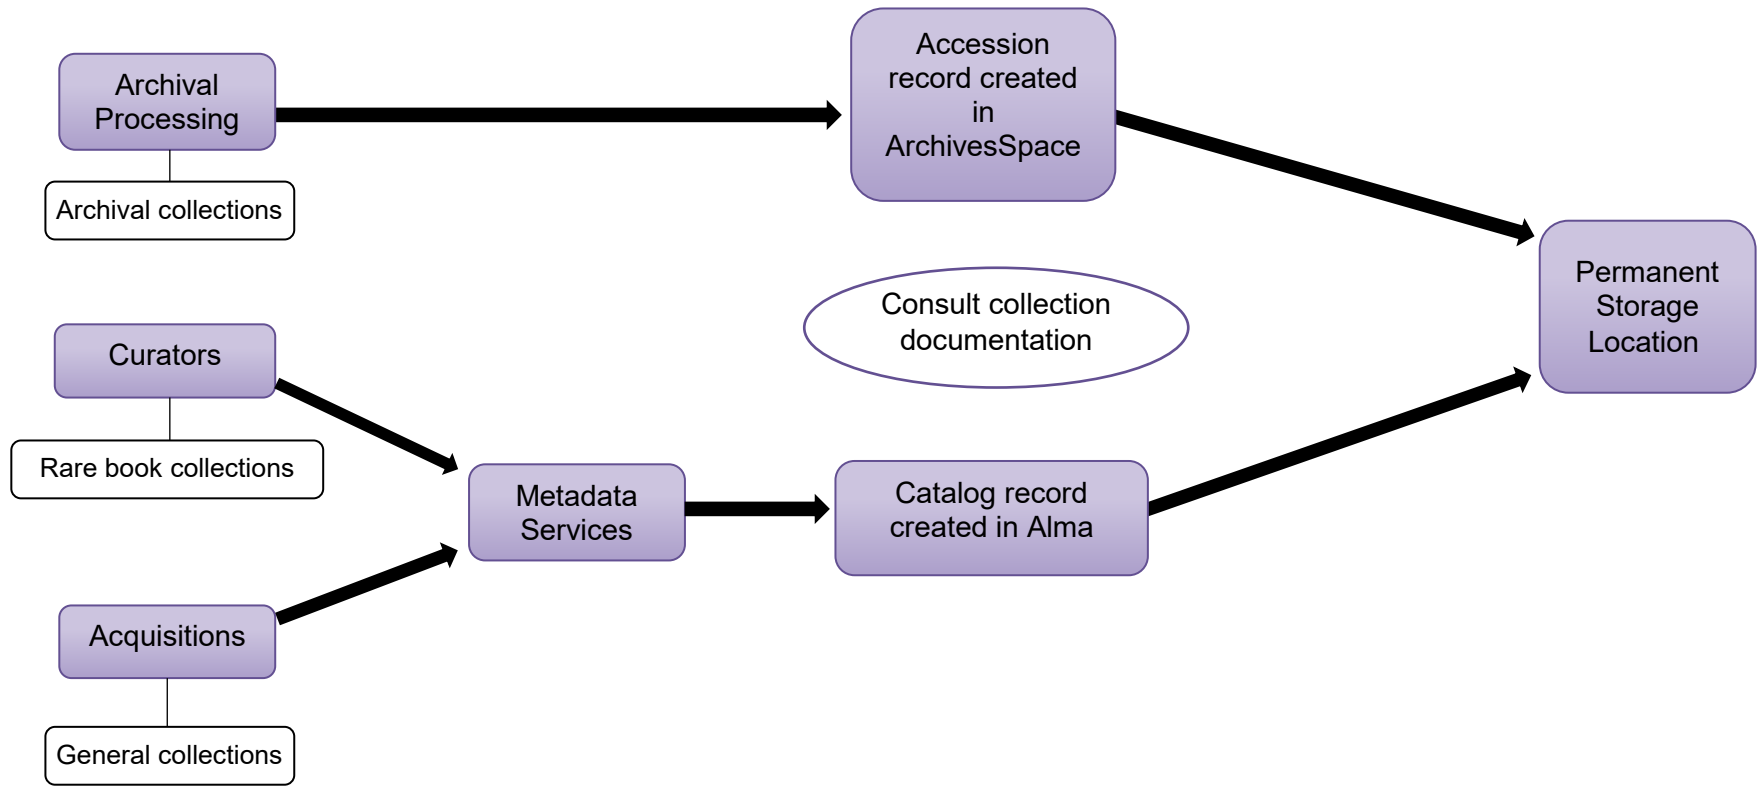 Archival
Processing
Archival collections
Accession
record created
in
ArchivesSpace
Consult collection
documentation
Permanent
Storage
Location
Curators
Rare book collections
Metadata
Services
Catalog record
created in Alma
Acquisitions
General collections